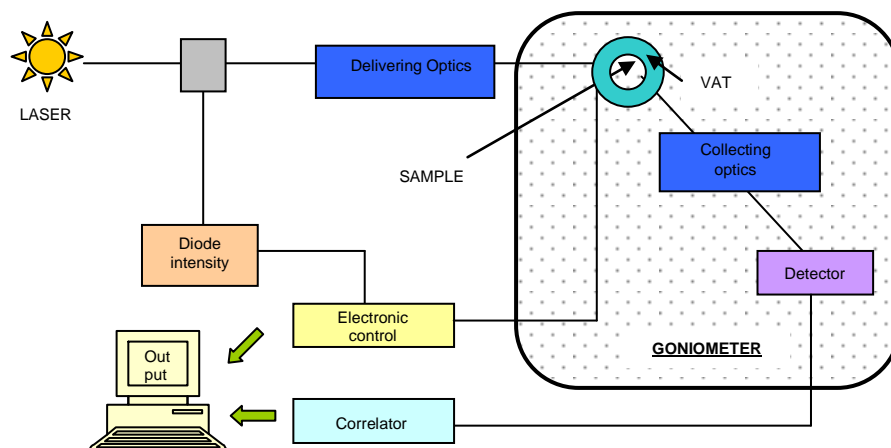 Delivering Optics
LASER
VAT
SAMPLE
Collecting
optics
Diode
intensity
Detector
Electronic
control
GONIOMETER
Out
put
Correlator